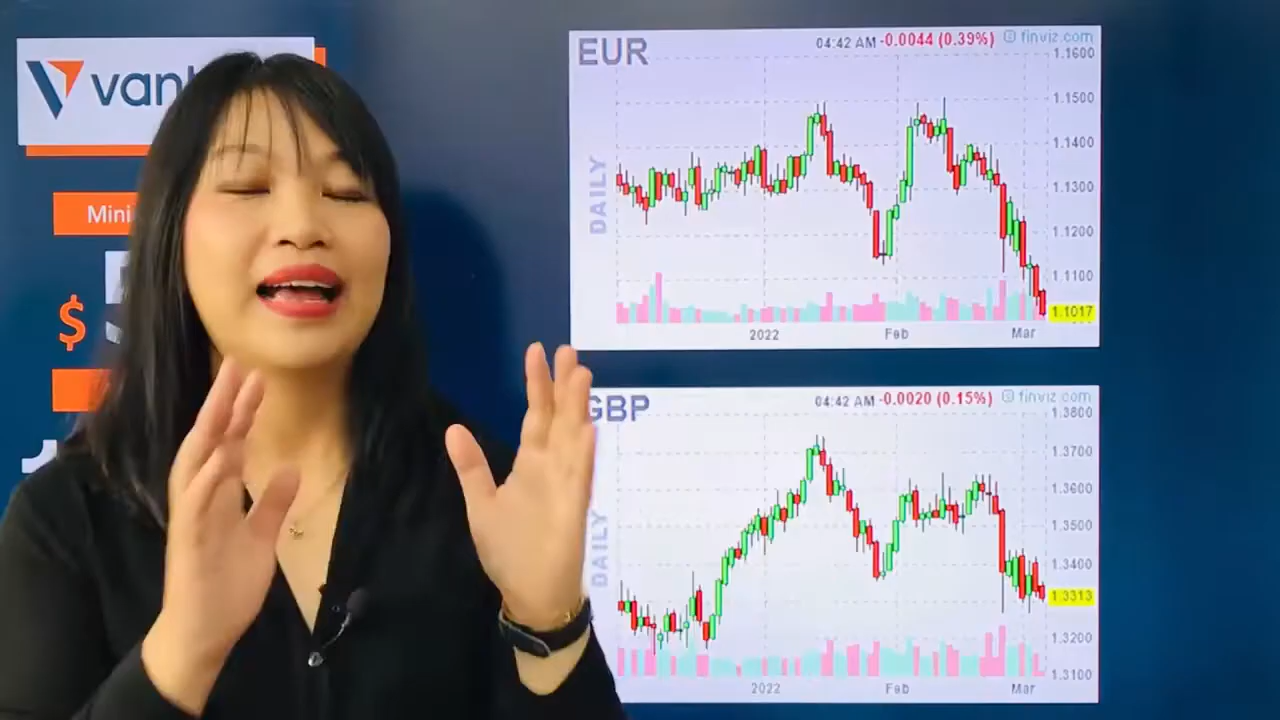 vant
Mini
$
EUR
04:42 AM -0.0044 (0.39%) finviz.com
1.1600
1.1500
1.1400
1.1300
1.1200
1.1100
1.1017
DAILY
2022 Feb Mar
GBP
04:42 AM -0.0020 (0.15%) finviz.com
1.3800
1.3700
1.3600
1.3500
1.3400
1.3313
1.3200
1.3100
DAILY
2022 Feb Mar